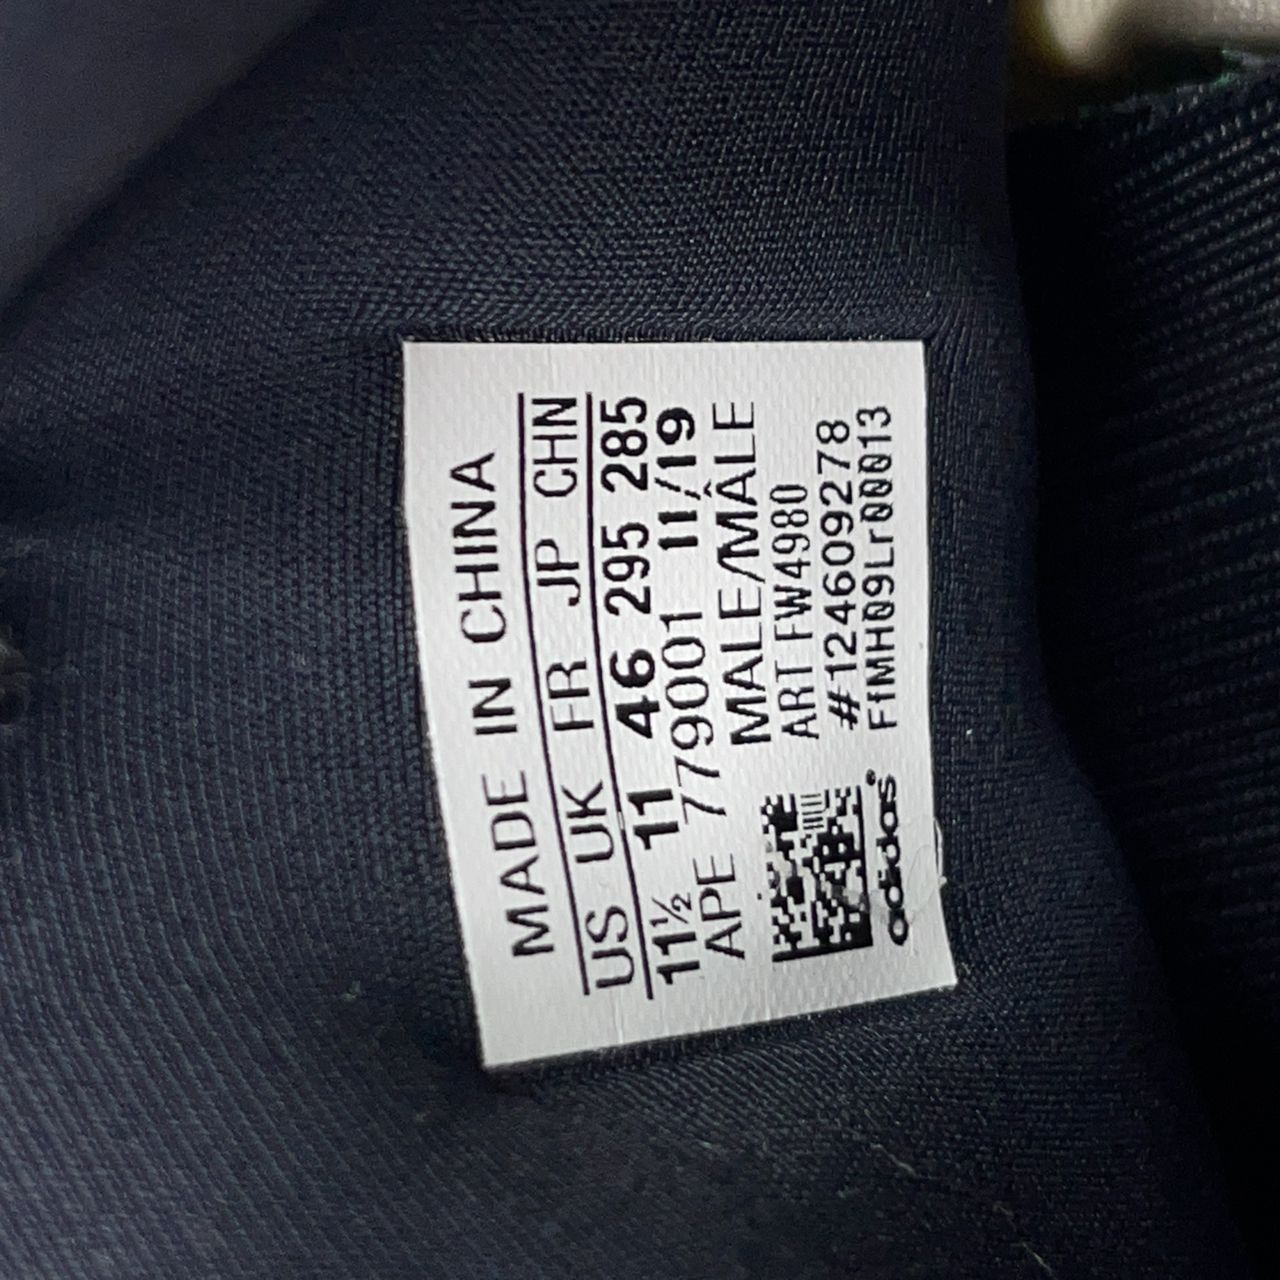 MADE IN CHINA
US UK FR JP CHN
11½ 11 46 295 285
APE 779001 11/19
MALE/MÂLE
ART FW4980
#124609278
F1MH09Lr00013
adidas®